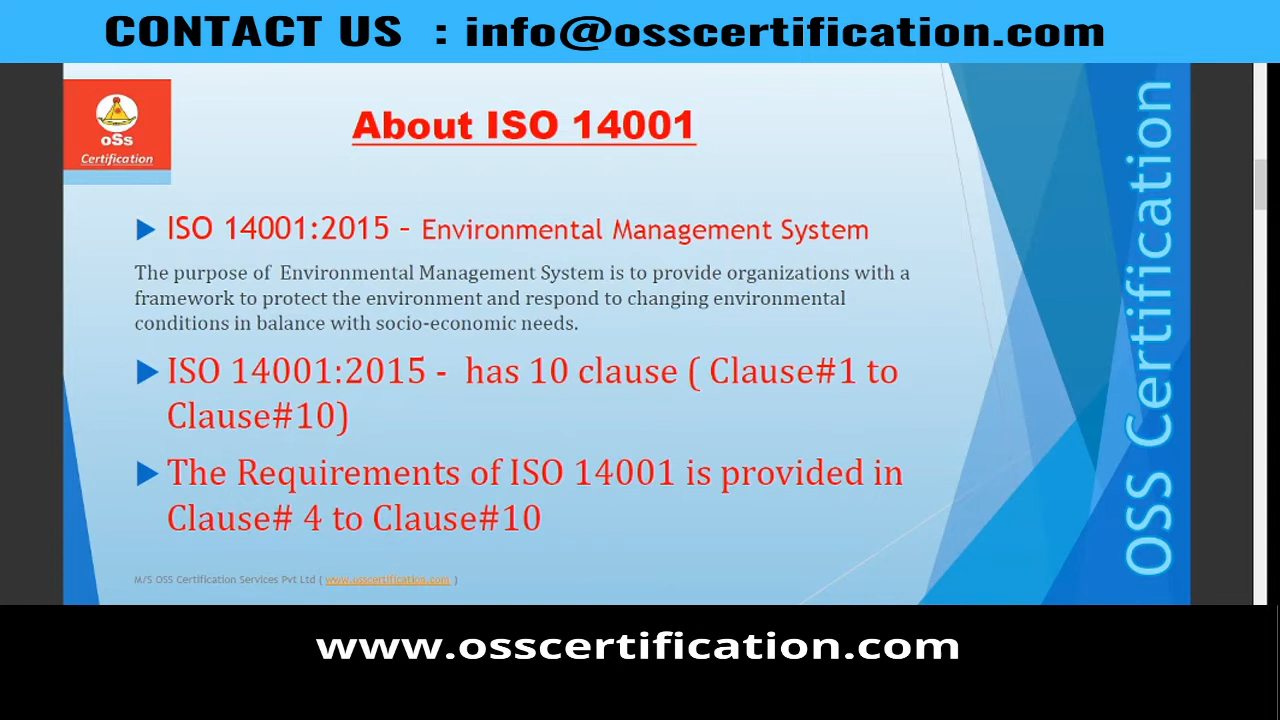 CONTACT US : info@osscertification.com
oSs
Certification
About ISO 14001
ISO 14001:2015 – Environmental Management System
The purpose of Environmental Management System is to provide organizations with a
framework to protect the environment and respond to changing environmental
conditions in balance with socio-economic needs.
ISO 14001:2015 - has 10 clause ( Clause#1 to
Clause#10)
The Requirements of ISO 14001 is provided in
Clause# 4 to Clause#10
M/S OSS Certification Services Pvt Ltd ( www.osscertification.com )
OSS Certification
www.osscertification.com